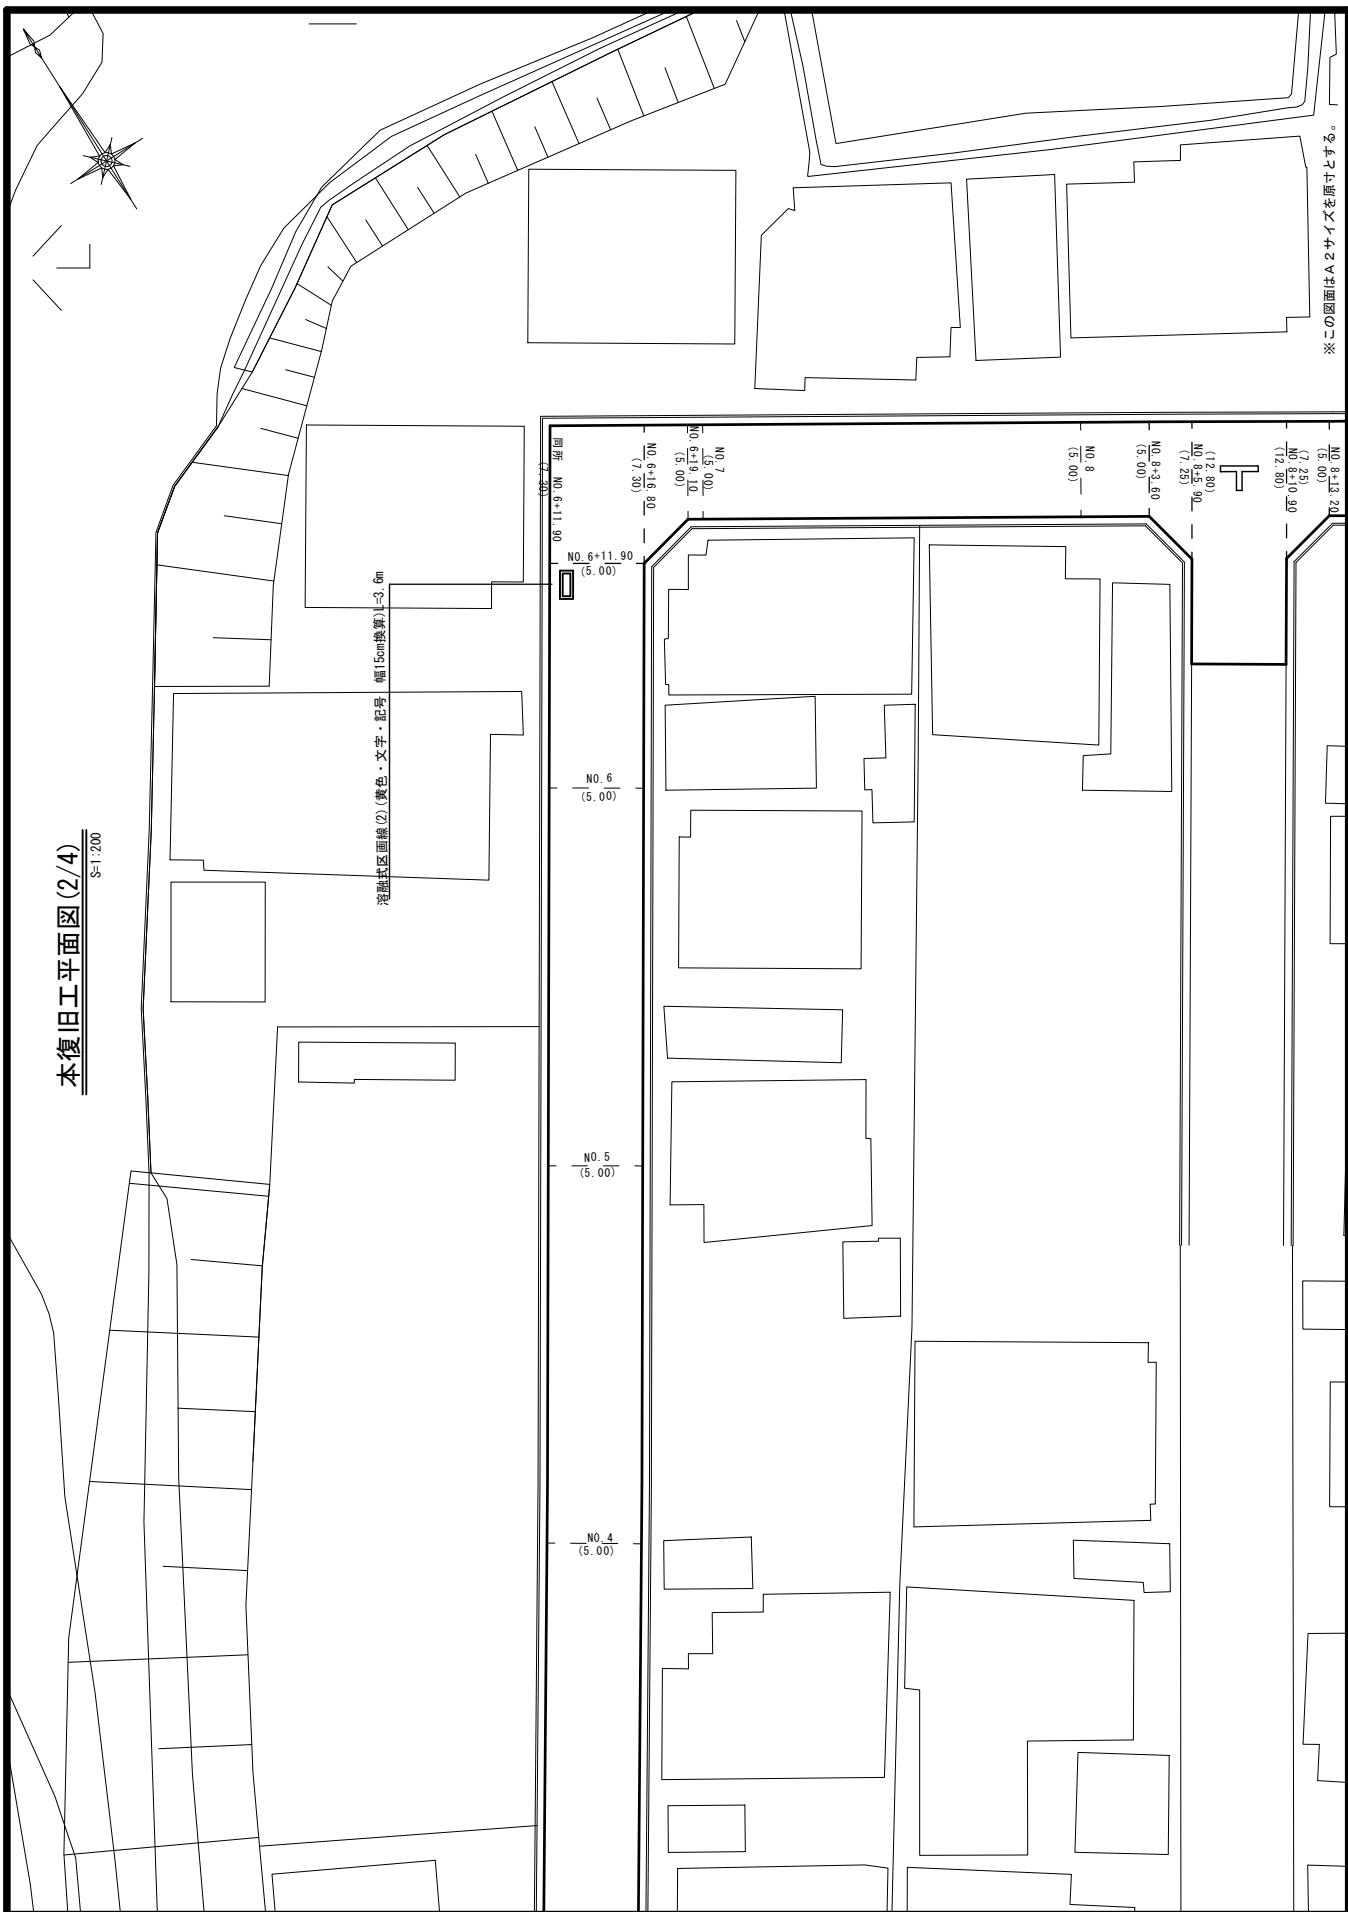 本復旧工平面図(2/4)
S=1:200
※この図面はA2サイズを原寸とする。
溶融式区画線(2)(黄色・文字・記号 幅15cm換算)L=3.6m
同所 NO.6+11.90
(7.30)
NO.6+11.90
(5.00)
NO.6+16.80
(7.30)
NO.6+19.10
(5.00)
NO.7
(5.00)
NO.8
(5.00)
NO.8+3.60
(5.00)
NO.8+5.90
(7.25)
(12.80)
NO.8+10.90
(12.80)
(7.25)
NO.8+13.20
(5.00)
NO.6
(5.00)
NO.5
(5.00)
NO.4
(5.00)